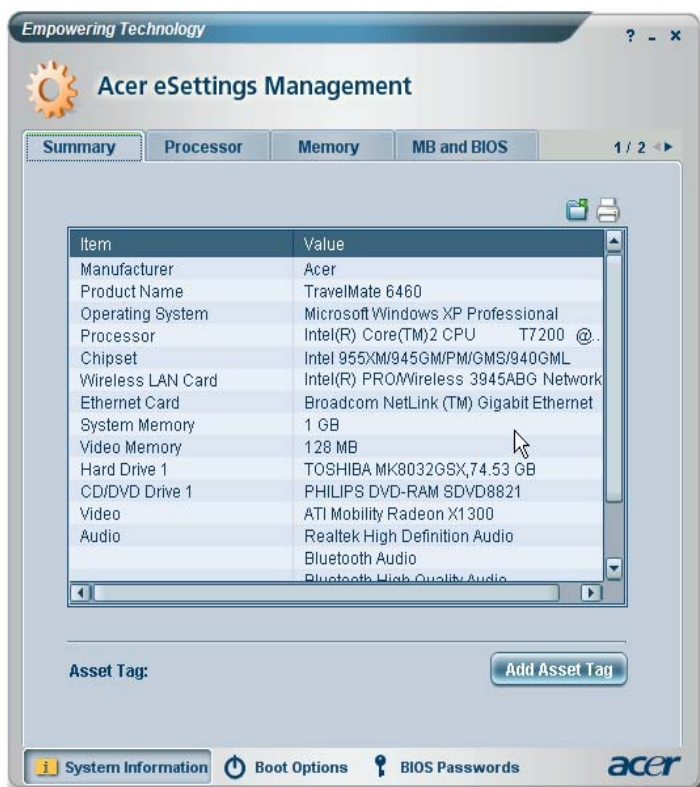 Empowering Technology
? - x
Acer eSettings Management
Summary Processor Memory MB and BIOS 1 / 2
Item Value
Manufacturer Acer
Product Name TravelMate 6460
Operating System Microsoft Windows XP Professional
Processor Intel(R) Core(TM)2 CPU T7200 @..
Chipset Intel 955XM/945GM/PM/GMS/940GML
Wireless LAN Card Intel(R) PRO/Wireless 3945ABG Network
Ethernet Card Broadcom NetLink (TM) Gigabit Ethernet
System Memory 1 GB
Video Memory 128 MB
Hard Drive 1 TOSHIBA MK8032GSX,74.53 GB
CD/DVD Drive 1 PHILIPS DVD-RAM SDVD8821
Video ATI Mobility Radeon X1300
Audio Realtek High Definition Audio
Bluetooth Audio
Bluetooth High Quality Audio
Asset Tag: Add Asset Tag
System Information Boot Options BIOS Passwords acer